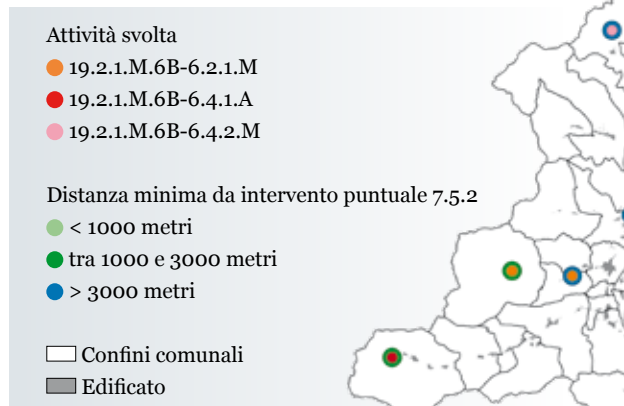 Attività svolta
19.2.1.M.6B-6.2.1.M
19.2.1.M.6B-6.4.1.A
19.2.1.M.6B-6.4.2.M
Distanza minima da intervento puntuale 7.5.2
< 1000 metri
tra 1000 e 3000 metri
> 3000 metri
Confini comunali
Edificato